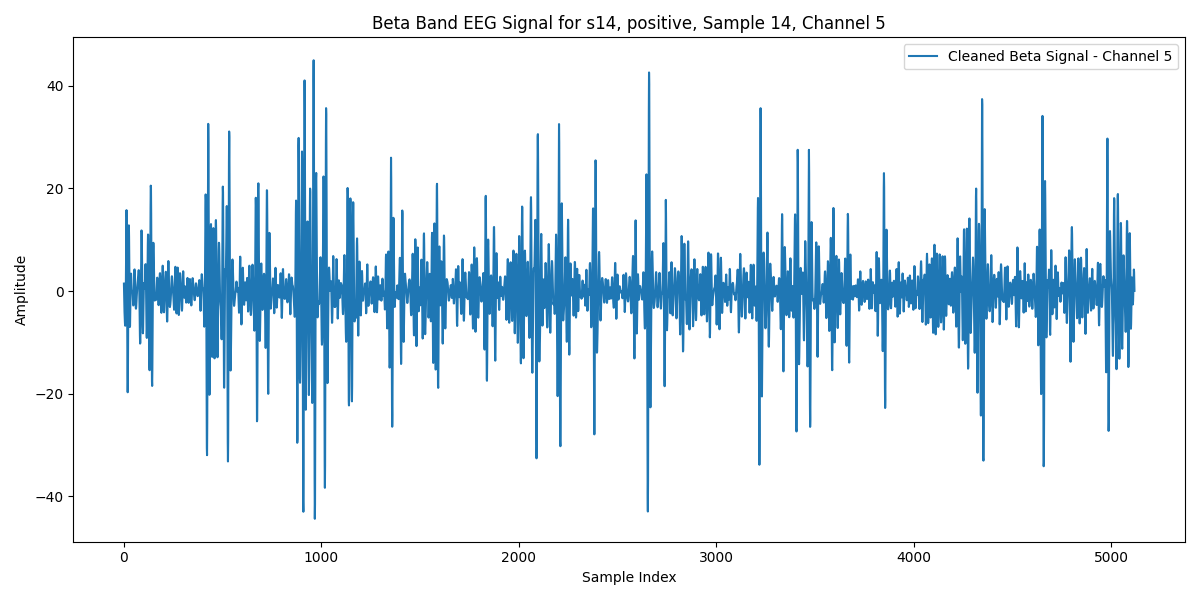 Beta Band EEG Signal for s14, positive, Sample 14, Channel 5
Cleaned Beta Signal - Channel 5
Amplitude
40
20
0
−20
−40
0 1000 2000 3000 4000 5000
Sample Index